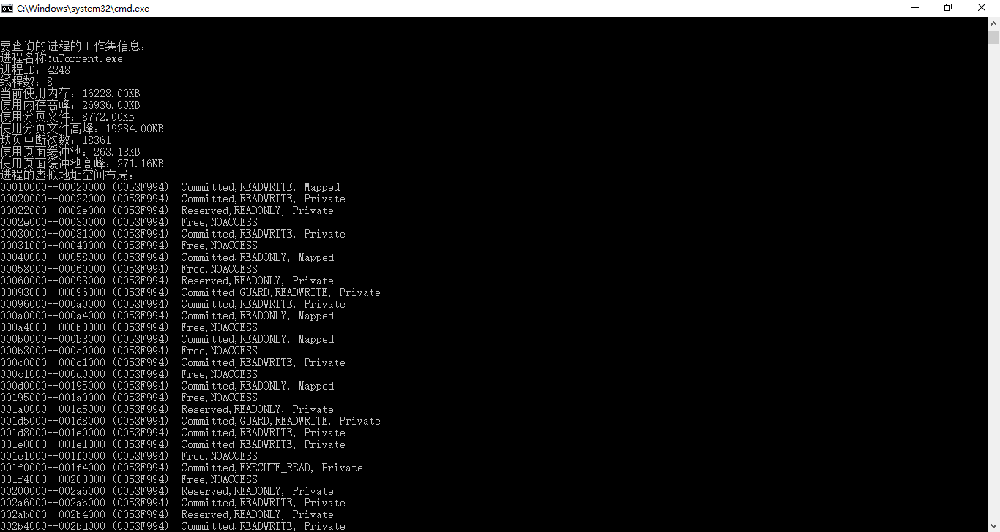 C:\Windows\system32\cmd.exe
要查询的进程的工作集信息:
进程名称:uTorrent.exe
进程ID: 4248
线程数: 8
当前使用内存: 16228.00KB
使用内存高峰: 26936.00KB
使用分页文件: 8772.00KB
使用分页文件高峰: 19284.00KB
缺页中断次数: 18361
使用页面缓冲池: 263.13KB
使用页面缓冲池高峰: 271.16KB
进程的虚拟地址空间布局:
00010000--00020000 (0053F994)  Committed,READWRITE, Mapped
00020000--00022000 (0053F994)  Committed,READWRITE, Private
00022000--0002e000 (0053F994)  Reserved,READONLY, Private
0002e000--00030000 (0053F994)  Free,NOACCESS
00030000--00031000 (0053F994)  Committed,READWRITE, Private
00031000--00040000 (0053F994)  Free,NOACCESS
00040000--00058000 (0053F994)  Committed,READONLY, Mapped
00058000--00060000 (0053F994)  Free,NOACCESS
00060000--00093000 (0053F994)  Reserved,READONLY, Private
00093000--00096000 (0053F994)  Committed,GUARD,READWRITE, Private
00096000--000a0000 (0053F994)  Committed,READWRITE, Private
000a0000--000a4000 (0053F994)  Committed,READONLY, Mapped
000a4000--000b0000 (0053F994)  Free,NOACCESS
000b0000--000b3000 (0053F994)  Committed,READONLY, Mapped
000b3000--000c0000 (0053F994)  Free,NOACCESS
000c0000--000c1000 (0053F994)  Committed,READWRITE, Private
000c1000--000d0000 (0053F994)  Free,NOACCESS
000d0000--00195000 (0053F994)  Committed,READONLY, Mapped
00195000--001a0000 (0053F994)  Free,NOACCESS
001a0000--001d5000 (0053F994)  Reserved,READONLY, Private
001d5000--001d8000 (0053F994)  Committed,GUARD,READWRITE, Private
001d8000--001e0000 (0053F994)  Committed,READWRITE, Private
001e0000--001e1000 (0053F994)  Committed,READWRITE, Private
001e1000--001f0000 (0053F994)  Free,NOACCESS
001f0000--001f4000 (0053F994)  Committed,EXECUTE_READ, Private
001f4000--00200000 (0053F994)  Free,NOACCESS
00200000--002a6000 (0053F994)  Reserved,READONLY, Private
002a6000--002ab000 (0053F994)  Committed,READWRITE, Private
002ab000--002b4000 (0053F994)  Reserved,READONLY, Private
002b4000--002bd000 (0053F994)  Committed,READWRITE, Private